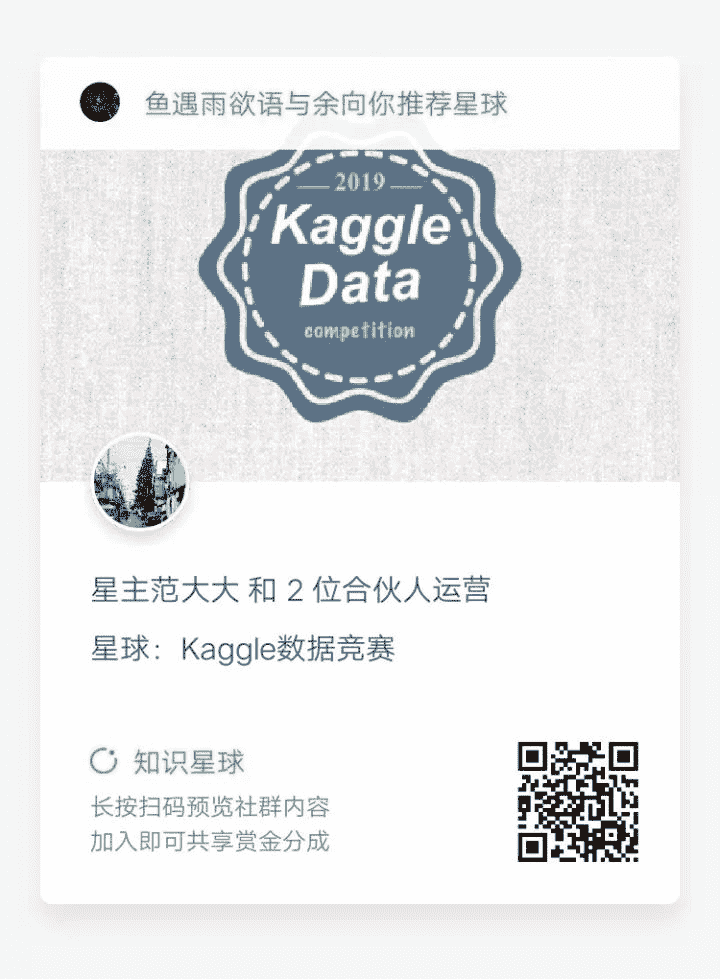 鱼遇雨欲语与余向你推荐星球
2019
Kaggle
Data
competition
星主范大大 和 2 位合伙人运营
星球：Kaggle数据竞赛
知识星球
长按扫码预览社群内容
加入即可共享赏金分成